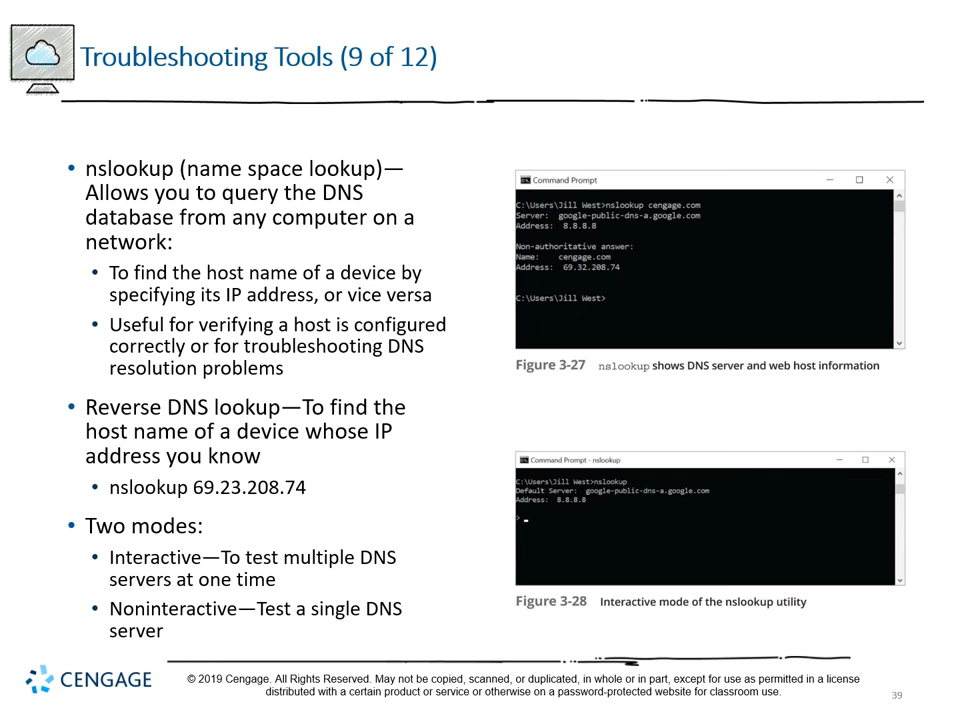 Troubleshooting Tools (9 of 12)
• nslookup (name space lookup)—
Allows you to query the DNS
database from any computer on a
network:
• To find the host name of a device by
specifying its IP address, or vice versa
• Useful for verifying a host is configured
correctly or for troubleshooting DNS
resolution problems
• Reverse DNS lookup—To find the
host name of a device whose IP
address you know
• nslookup 69.23.208.74
• Two modes:
• Interactive—To test multiple DNS
servers at one time
• Noninteractive—Test a single DNS
server
Command Prompt
C:\Users\Jill West>nslookup cengage.com
Server:  google-public-dns-a.google.com
Address:  8.8.8.8
Non-authoritative answer:
Name:    cengage.com
Address:  69.32.208.74
C:\Users\Jill West>
Figure 3-27 nslookup shows DNS server and web host information
Command Prompt - nslookup
C:\Users\Jill West>nslookup
Default Server:  google-public-dns-a.google.com
Address:  8.8.8.8
>
Figure 3-28 Interactive mode of the nslookup utility
CENGAGE
© 2019 Cengage. All Rights Reserved. May not be copied, scanned, or duplicated, in whole or in part, except for use as permitted in a license
distributed with a certain product or service or otherwise on a password-protected website for classroom use.
39